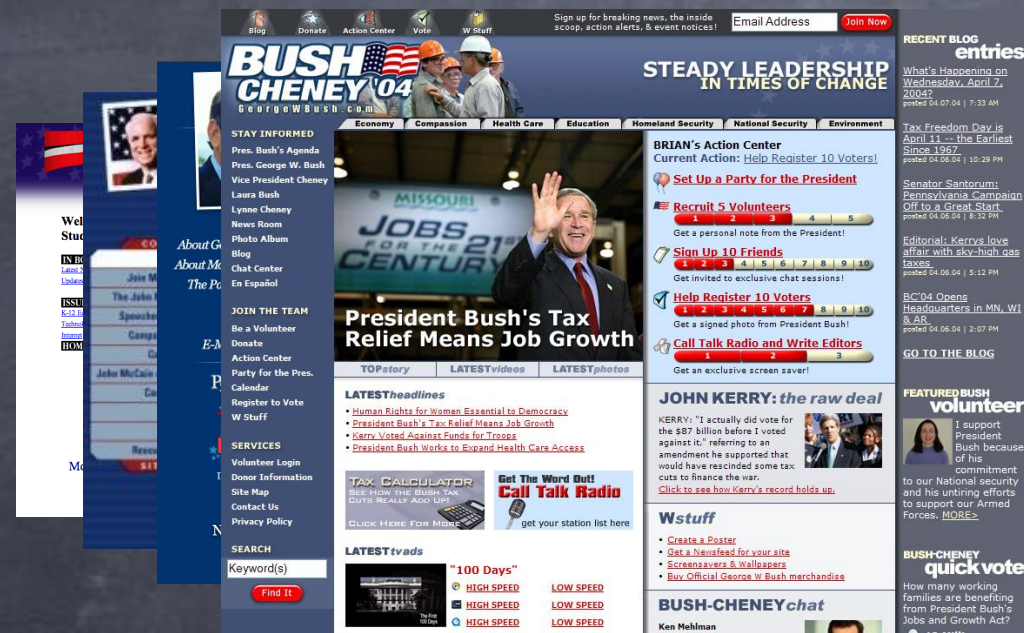 Blog
Donate
Action Center
Vote
W Stuff
Sign up for breaking news, the inside
scoop, action alerts, & event notices!
Email Address
Join Now
BUSH
CHENEY '04
GeorgeWBush.com
STEADY LEADERSHIP
IN TIMES OF CHANGE
Economy
Compassion
Health Care
Education
Homeland Security
National Security
Environment
STAY INFORMED
Pres. Bush's Agenda
Pres. George W. Bush
Vice President Cheney
Laura Bush
Lynne Cheney
News Room
Photo Album
Blog
Chat Center
En Español
JOIN THE TEAM
Be a Volunteer
Donate
Action Center
Party for the Pres.
Calendar
Register to Vote
W Stuff
SERVICES
Volunteer Login
Donor Information
Site Map
Contact Us
Privacy Policy
SEARCH
Keyword(s)
Find It
MISSOURI
JOBS
FOR THE 21ST
CENTURY
President Bush's Tax
Relief Means Job Growth
TOPstory
LATESTvideos
LATESTphotos
LATESTheadlines
• Human Rights for Women Essential to Democracy
• President Bush's Tax Relief Means Job Growth
• Kerry Voted Against Funds for Troops
• President Bush Works to Expand Health Care Access
TAX CALCULATOR
SEE HOW THE BUSH TAX
CUTS REALLY ADD UP!
CLICK HERE FOR MORE
Get The Word Out!
Call Talk Radio
get your station list here
LATESTtvads
The First
100 Days
"100 Days"
HIGH SPEED LOW SPEED
HIGH SPEED LOW SPEED
HIGH SPEED LOW SPEED
BRIAN's Action Center
Current Action: Help Register 10 Voters!
Set Up a Party for the President
Recruit 5 Volunteers
1 2 3 4 5
Get a personal note from the President!
Sign Up 10 Friends
1 2 3 4 5 6 7 8 9 10
Get invited to exclusive chat sessions!
Help Register 10 Voters
1 2 3 4 5 6 7 8 9 10
Get a signed photo from President Bush!
Call Talk Radio and Write Editors
1 2 3
Get an exclusive screen saver!
JOHN KERRY: the raw deal
KERRY: "I actually did vote for
the $87 billion before I voted
against it," referring to an
amendment he supported that
would have rescinded some tax
cuts to finance the war.
Click to see how Kerry's record holds up.
Wstuff
• Create a Poster
• Get a Newsfeed for your site
• Screensavers & Wallpapers
• Buy Official George W Bush merchandise
BUSH-CHENEYchat
Ken Mehlman
RECENT BLOG
entries
What's Happening on
Wednesday, April 7,
2004?
posted 04.07.04 | 7:33 AM
Tax Freedom Day is
April 11 -- the Earliest
Since 1967
posted 04.06.04 | 10:29 PM
Senator Santorum:
Pennsylvania Campaign
Off to a Great Start
posted 04.06.04 | 8:32 PM
Editorial: Kerrys love
affair with sky-high gas
taxes
posted 04.06.04 | 5:12 PM
BC'04 Opens
Headquarters in MN, WI
& AR
posted 04.06.04 | 2:07 PM
GO TO THE BLOG
FEATURED BUSH
volunteer
I support
President
Bush because
of his
commitment
to our National security
and his untiring efforts
to support our Armed
Forces. MORE>
BUSH-CHENEY
quick vote
How many working
families are benefiting
from President Bush's
Jobs and Growth Act?